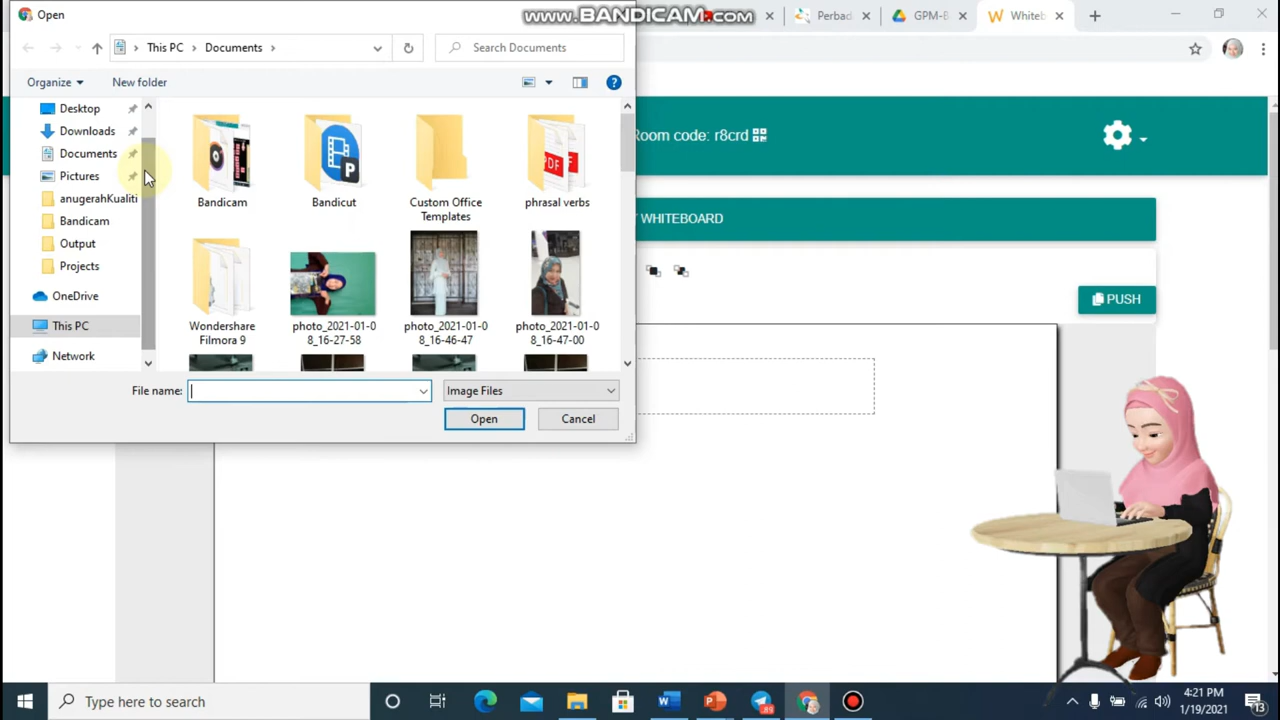 Open
www.BANDICAM.com
Perbad
GPM-B
Whiteb
This PC
Documents
Search Documents
Organize
New folder
Desktop
Downloads
Documents
Pictures
anugerahKualiti
Bandicam
Output
Projects
OneDrive
This PC
Network
Bandicam
Bandicut
Custom Office
Templates
PDF
phrasal verbs
Wondershare
Filmora 9
photo_2021-01-0
8_16-27-58
photo_2021-01-0
8_16-46-47
photo_2021-01-0
8_16-47-00
File name:
Image Files
Open
Cancel
Room code: r8crd
WHITEBOARD
PUSH
Type here to search
89
4:21 PM
1/19/2021
13